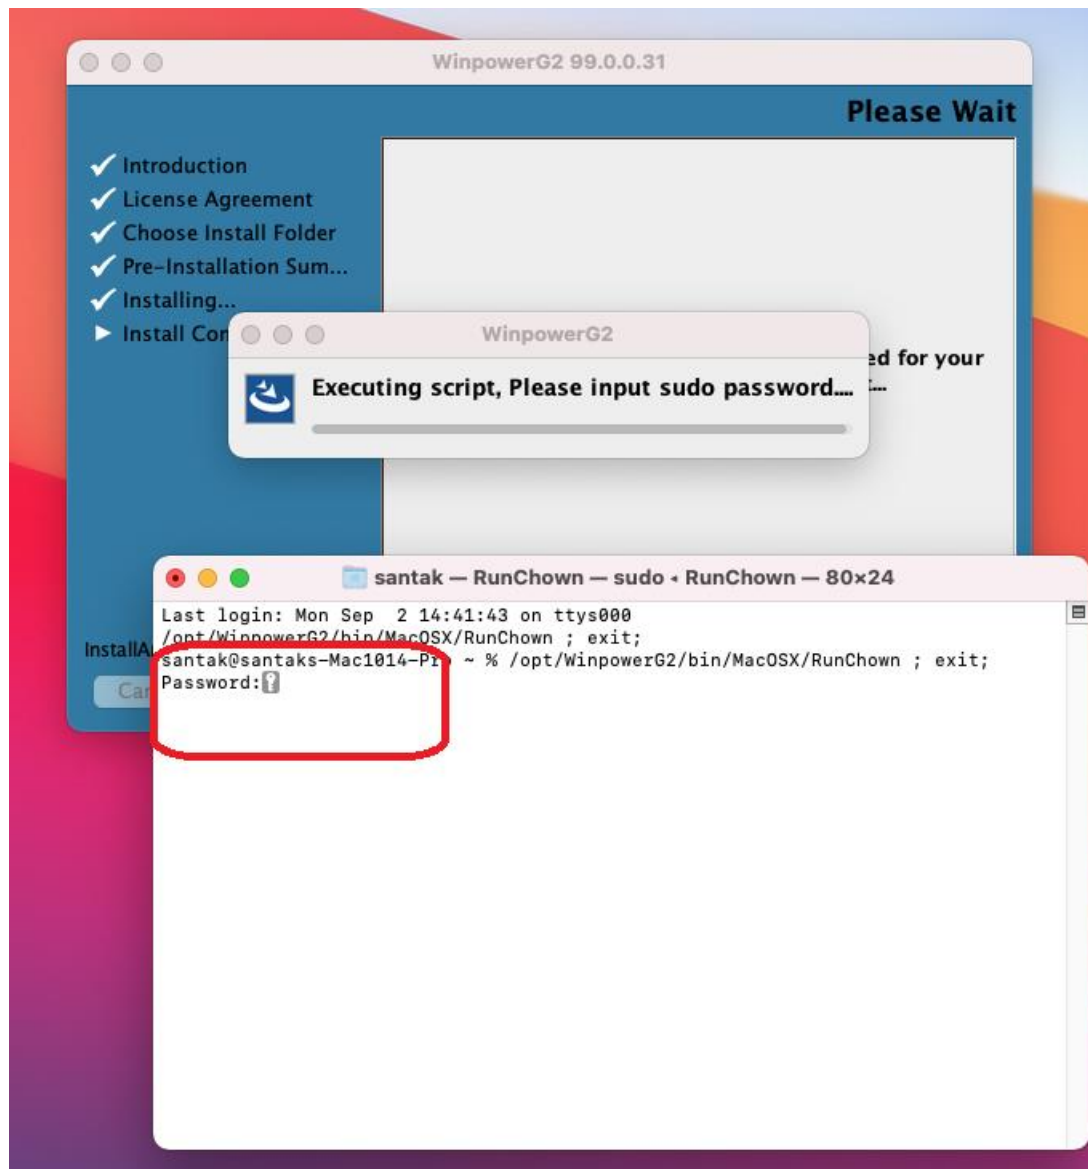 WinpowerG2 99.0.0.31
Please Wait
Introduction
License Agreement
Choose Install Folder
Pre-Installation Sum...
Installing...
Install Con
WinpowerG2
Executing script, Please input sudo password....
ed for your
santak — RunChown — sudo ◂ RunChown — 80×24
Last login: Mon Sep  2 14:41:43 on ttys000
/opt/WinpowerG2/bin/MacOSX/RunChown ; exit;
santak@santaks-Mac1014-Pro ~ % /opt/WinpowerG2/bin/MacOSX/RunChown ; exit;
Password:
InstallA
Ca